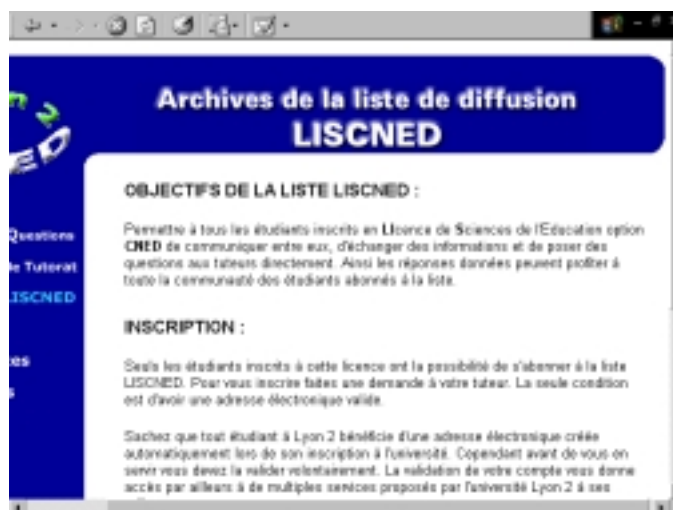 Archives de la liste de diffusion
LISCNED
OBJECTIFS DE LA LISTE LISCNED :
Permettre à tous les étudiants inscrits en LIcence de Sciences de l'Education option
CNED de communiquer entre eux, d'échanger des informations et de poser des
questions aux tuteurs directement. Ainsi les réponses données peuvent profiter à
toute la communauté des étudiants abonnés à la liste.
Questions
le Tutorat
LISCNED
INSCRIPTION :
Seuls les étudiants inscrits à cette licence ont la possibilité de s'abonner à la liste
LISCNED. Pour vous inscrire faites une demande à votre tuteur. La seule condition
est d'avoir une adresse électronique valide.
Sachez que tout étudiant à Lyon 2 bénéficie d'une adresse électronique créée
automatiquement lors de son inscription à l'université. Cependant avant de vous en
servir vous devez la valider volontairement. La validation de votre compte vous donne
accès par ailleurs à de multiples services proposés par l'université Lyon 2 à ses